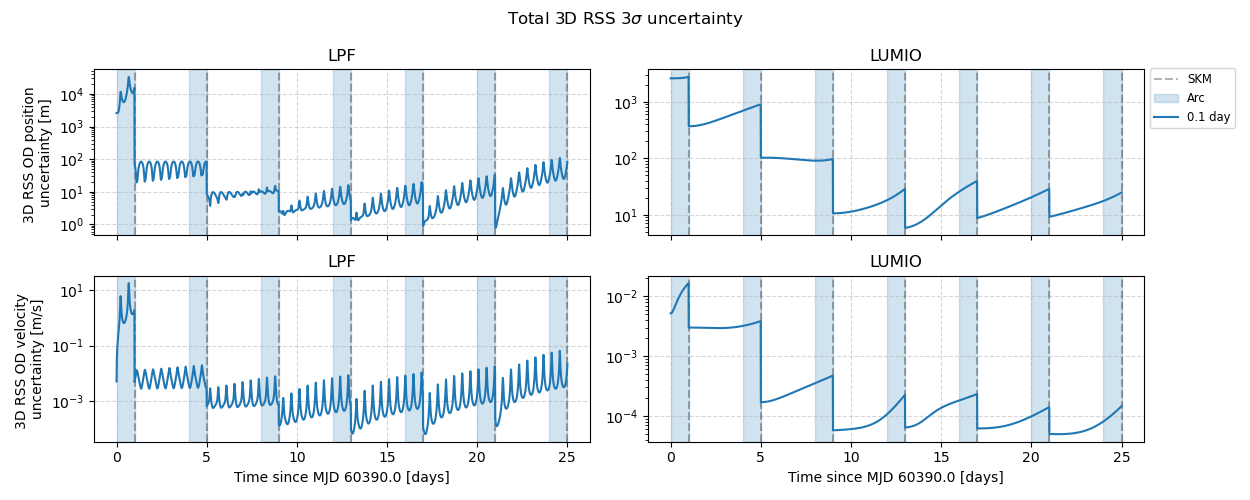 Total 3D RSS 3σ uncertainty
LPF
LUMIO
3D RSS OD position
uncertainty [m]
10⁴
10³
10²
10¹
10⁰
10³
10²
10¹
SKM
Arc
0.1 day
LPF
LUMIO
3D RSS OD velocity
uncertainty [m/s]
10¹
10⁻¹
10⁻³
10⁻²
10⁻³
10⁻⁴
0 5 10 15 20 25
0 5 10 15 20 25
Time since MJD 60390.0 [days]
Time since MJD 60390.0 [days]